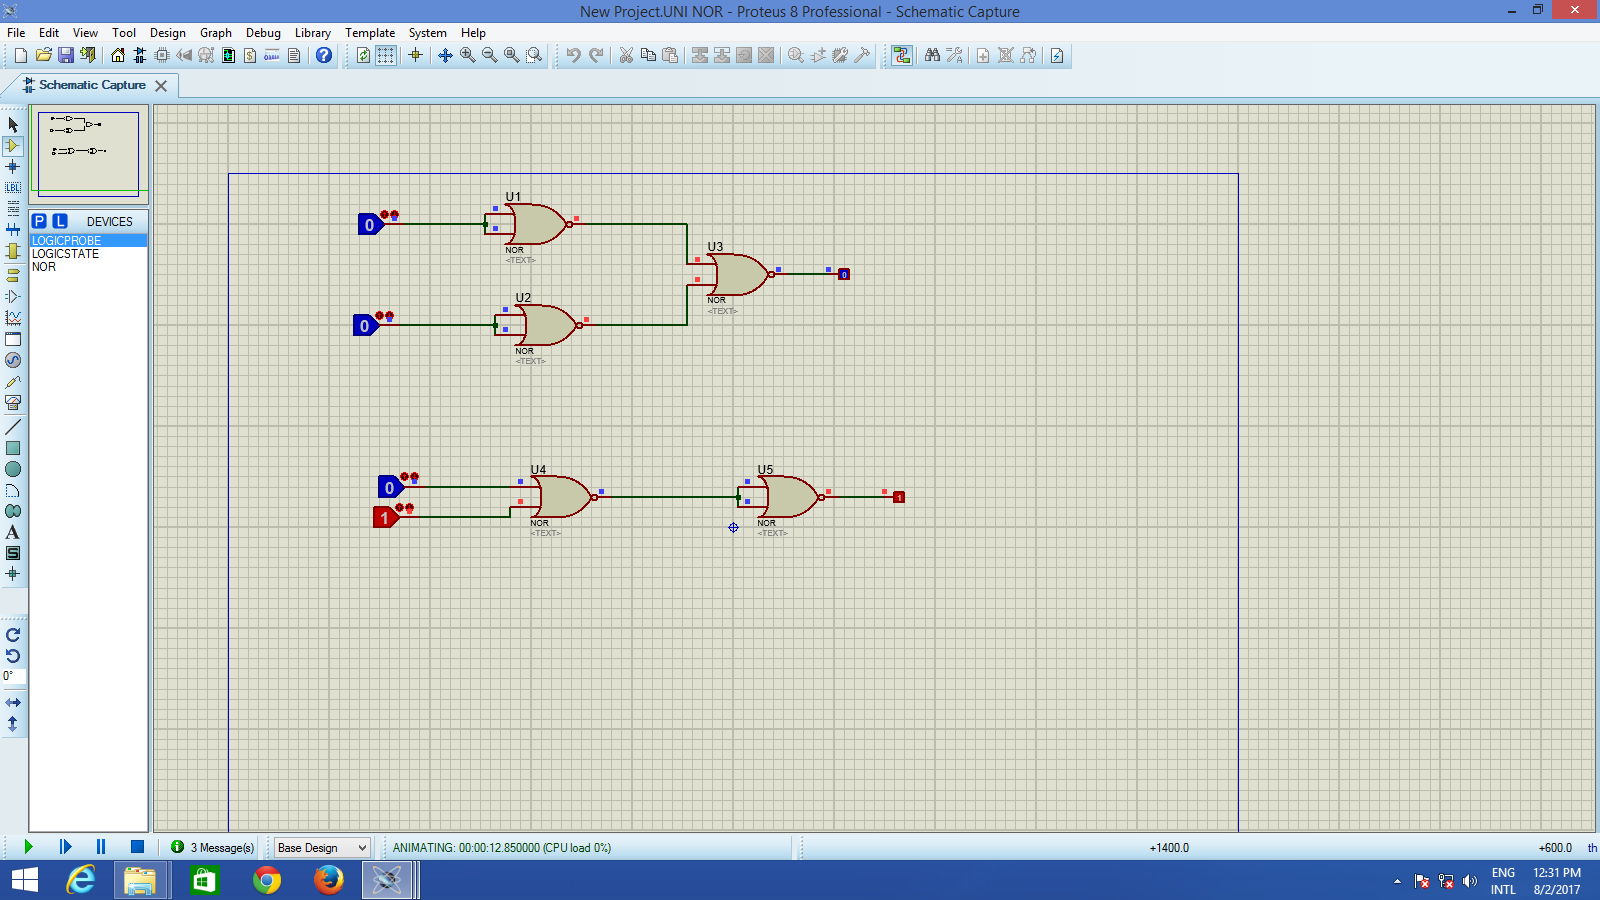 New Project.UNI NOR - Proteus 8 Professional - Schematic Capture
File Edit View Tool Design Graph Debug Library Template System Help
Schematic Capture
P L DEVICES
LOGICPROBE
LOGICSTATE
NOR
LBL
A
S
0°
U1
0
NOR
<TEXT>
U3
0
NOR
<TEXT>
U2
0
NOR
<TEXT>
U4
0
1
NOR
<TEXT>
U5
1
NOR
<TEXT>
3 Message(s)
Base Design
ANIMATING: 00:00:12.850000 (CPU load 0%)
+1400.0
+600.0
th
ENG
INTL
12:31 PM
8/2/2017